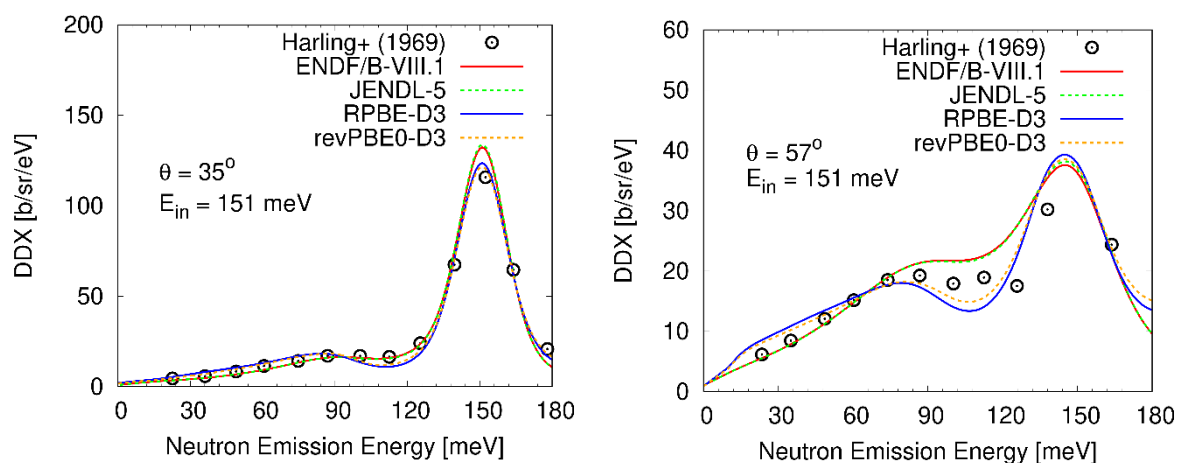 200
150
100
50
0
DDX [b/sr/eV]
Harling+ (1969)
ENDF/B-VIII.1
JENDL-5
RPBE-D3
revPBE0-D3
θ = 35°
E_in = 151 meV
0 30 60 90 120 150 180
Neutron Emission Energy [meV]
60
50
40
30
20
10
0
DDX [b/sr/eV]
Harling+ (1969)
ENDF/B-VIII.1
JENDL-5
RPBE-D3
revPBE0-D3
θ = 57°
E_in = 151 meV
0 30 60 90 120 150 180
Neutron Emission Energy [meV]